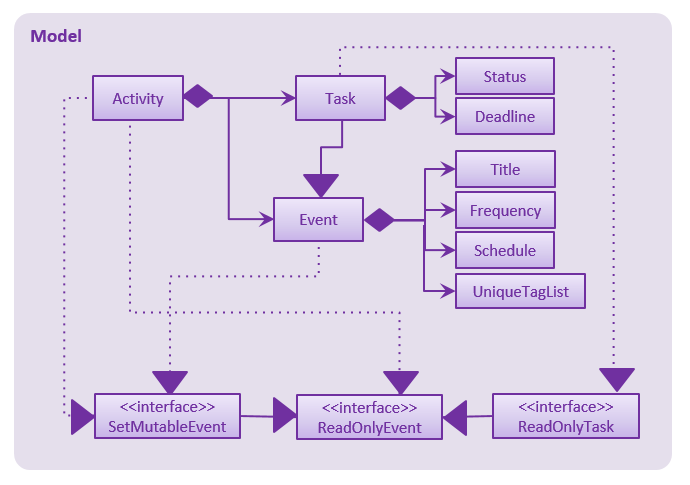 Model
Activity
Task
Status
Deadline
Event
Title
Frequency
Schedule
UniqueTagList
<<interface>>
SetMutableEvent
<<interface>>
ReadOnlyEvent
<<interface>>
ReadOnlyTask